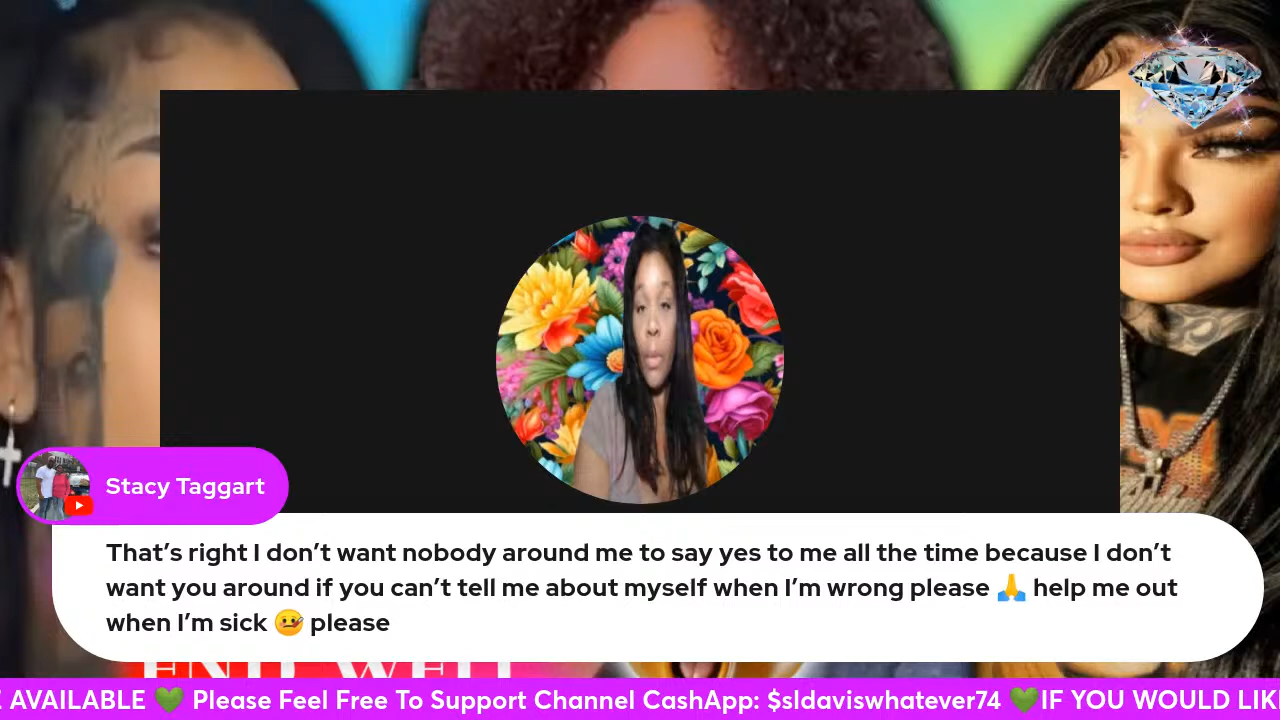 Stacy Taggart
That's right I don't want nobody around me to say yes to me all the time because I don't
want you around if you can't tell me about myself when I'm wrong please 🙏 help me out
when I'm sick 🤒 please
END WELL
AVAILABLE 💚 Please Feel Free To Support Channel CashApp: $sldaviswhatever74 💚IF YOU WOULD